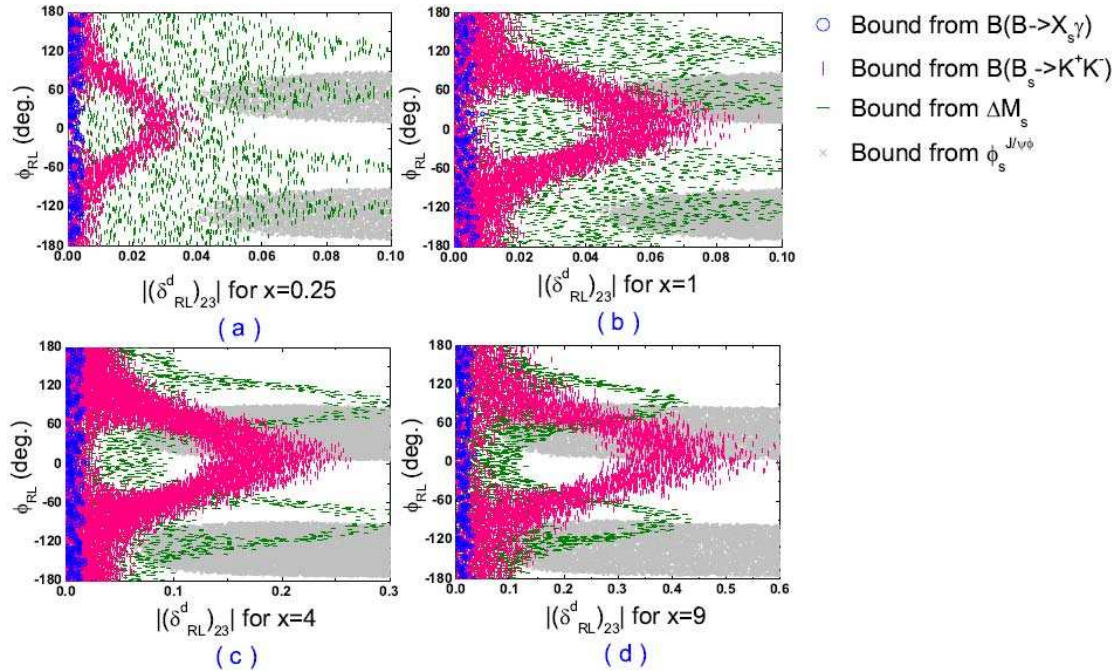 180
120
60
0
-60
-120
-180
ϕRL (deg.)
0.00 0.02 0.04 0.06 0.08 0.10
|(δdRL)23| for x=0.25
( a )
180
120
60
0
-60
-120
-180
ϕRL (deg.)
0.00 0.02 0.04 0.06 0.08 0.10
|(δdRL)23| for x=1
( b )
Bound from B(B->Xsγ)
Bound from B(Bs->K+K-)
Bound from ΔMs
Bound from ϕsJ/ψϕ
180
120
60
0
-60
-120
-180
ϕRL (deg.)
0.0 0.1 0.2 0.3
|(δdRL)23| for x=4
( c )
180
120
60
0
-60
-120
-180
ϕRL (deg.)
0.0 0.1 0.2 0.3 0.4 0.5 0.6
|(δdRL)23| for x=9
( d )